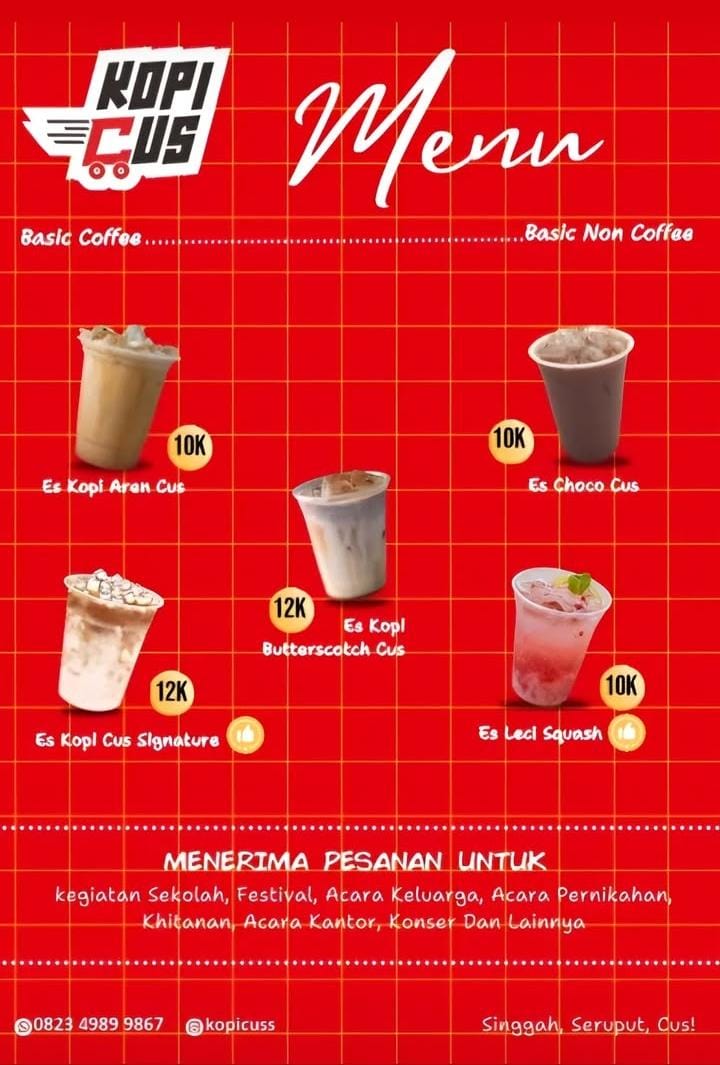 KOPI
CUS
Menu
Basic Coffee
Basic Non Coffee
10K
Es Kopi Aren Cus
10K
Es Choco Cus
12K
Es Kopi
Butterscotch Cus
12K
Es Kopi Cus Signature
10K
Es Leci Squash
MENERIMA PESANAN UNTUK
kegiatan Sekolah, Festival, Acara Keluarga, Acara Pernikahan,
Khitanan, Acara Kantor, Konser Dan Lainnya
0823 4989 9867
@kopicuss
Singgah, Seruput, Cus!